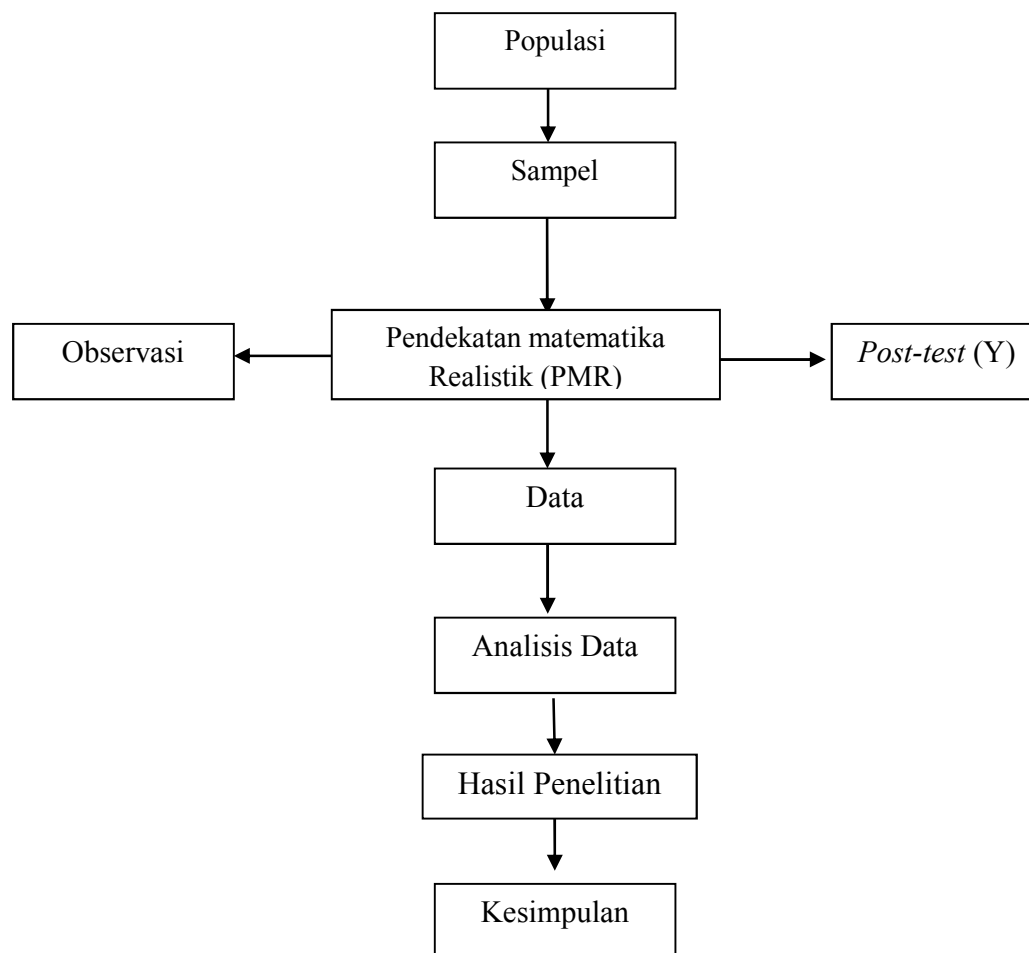 Populasi
Sampel
Observasi
Pendekatan matematika
Realistik (PMR)
Post-test (Y)
Data
Analisis Data
Hasil Penelitian
Kesimpulan